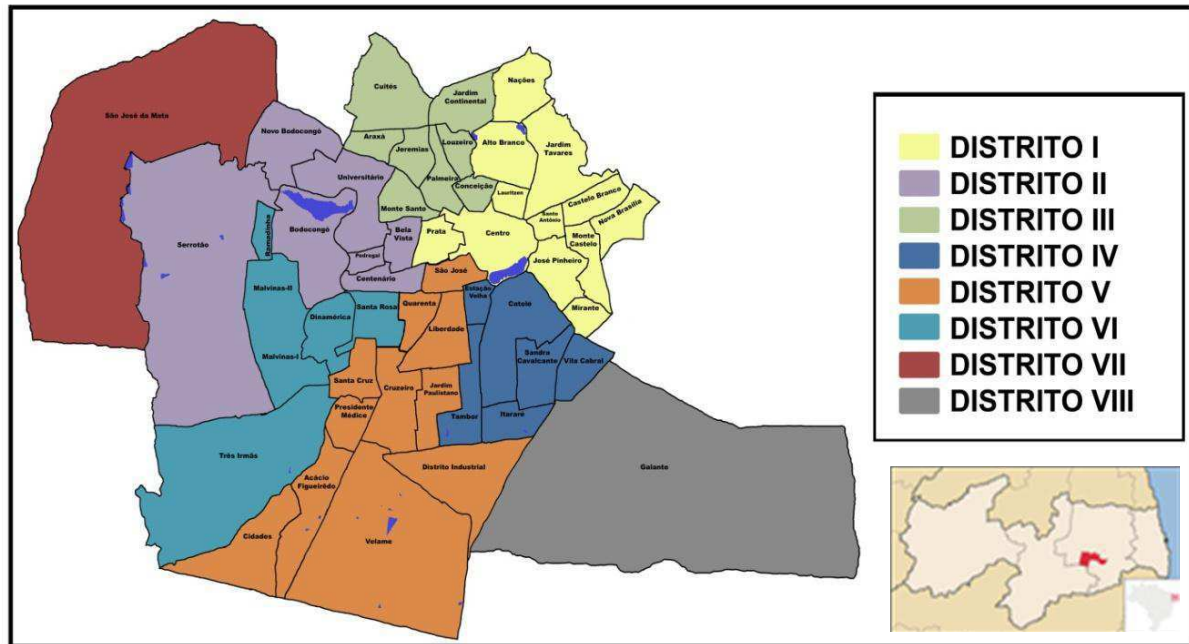 Cuités
Jardim
Continental
Nações
São José da Mata
Novo Bodocongó
Araxá
Jeremias
Louzeiro
Alto Branco
Jardim
Tavares
Universitário
Palmeira
Conceição
Lauritzen
Castelo Branco
Monte Santo
Santo
Antônio
Nova Brasília
Serrotão
Ramadinha
Bodocongó
Bela
Vista
Prata
Centro
Monte
Castelo
Pedregal
José Pinheiro
Centenário
São José
Malvinas-II
Estação
Velha
Santa Rosa
Quarenta
Catolé
Mirante
Dinamérica
Liberdade
Malvinas-I
Sandra
Cavalcante
Vila Cabral
Santa Cruz
Cruzeiro
Jardim
Paulistano
Presidente
Médico
Tambor
Itararé
Três Irmãs
Distrito Industrial
Galante
Acácio
Figueirêdo
Cidades
Velame
DISTRITO I
DISTRITO II
DISTRITO III
DISTRITO IV
DISTRITO V
DISTRITO VI
DISTRITO VII
DISTRITO VIII